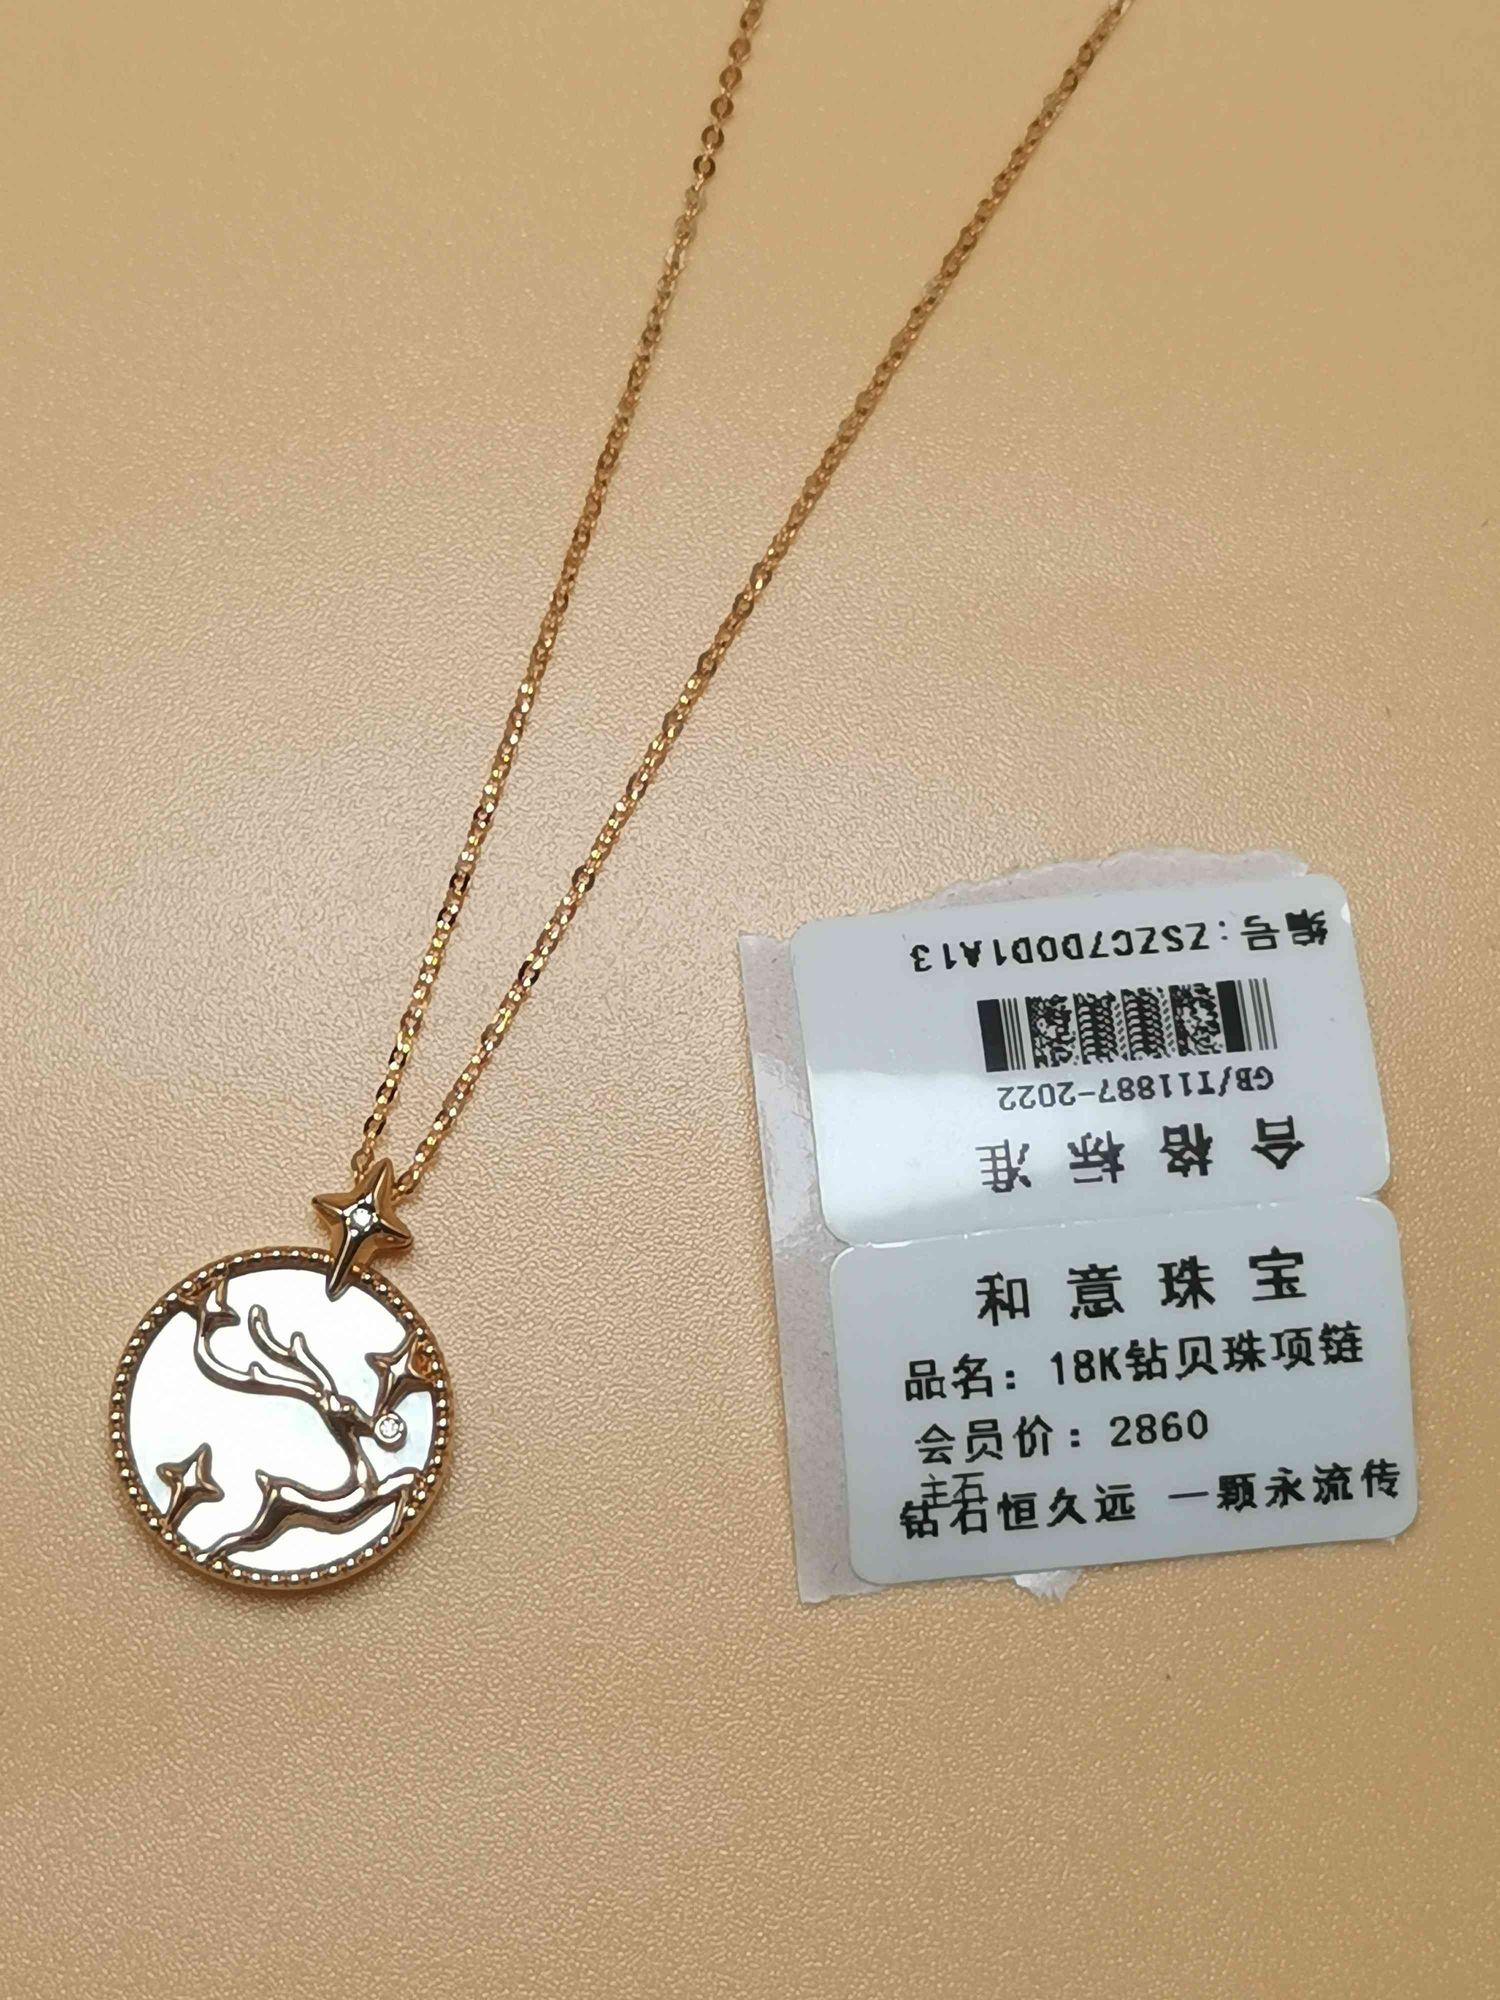 编号:ZSZC7D0D1A13
GB/T11887-2022
合格标准
和意珠宝
品名：18K钻贝珠项链
会员价：2860
主石
钻石恒久远 一颗永流传